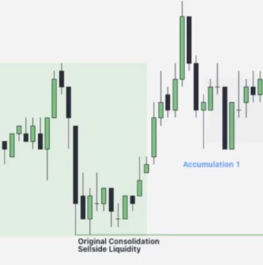 Accumulation 1
Original Consolidation
Sellside Liquidity